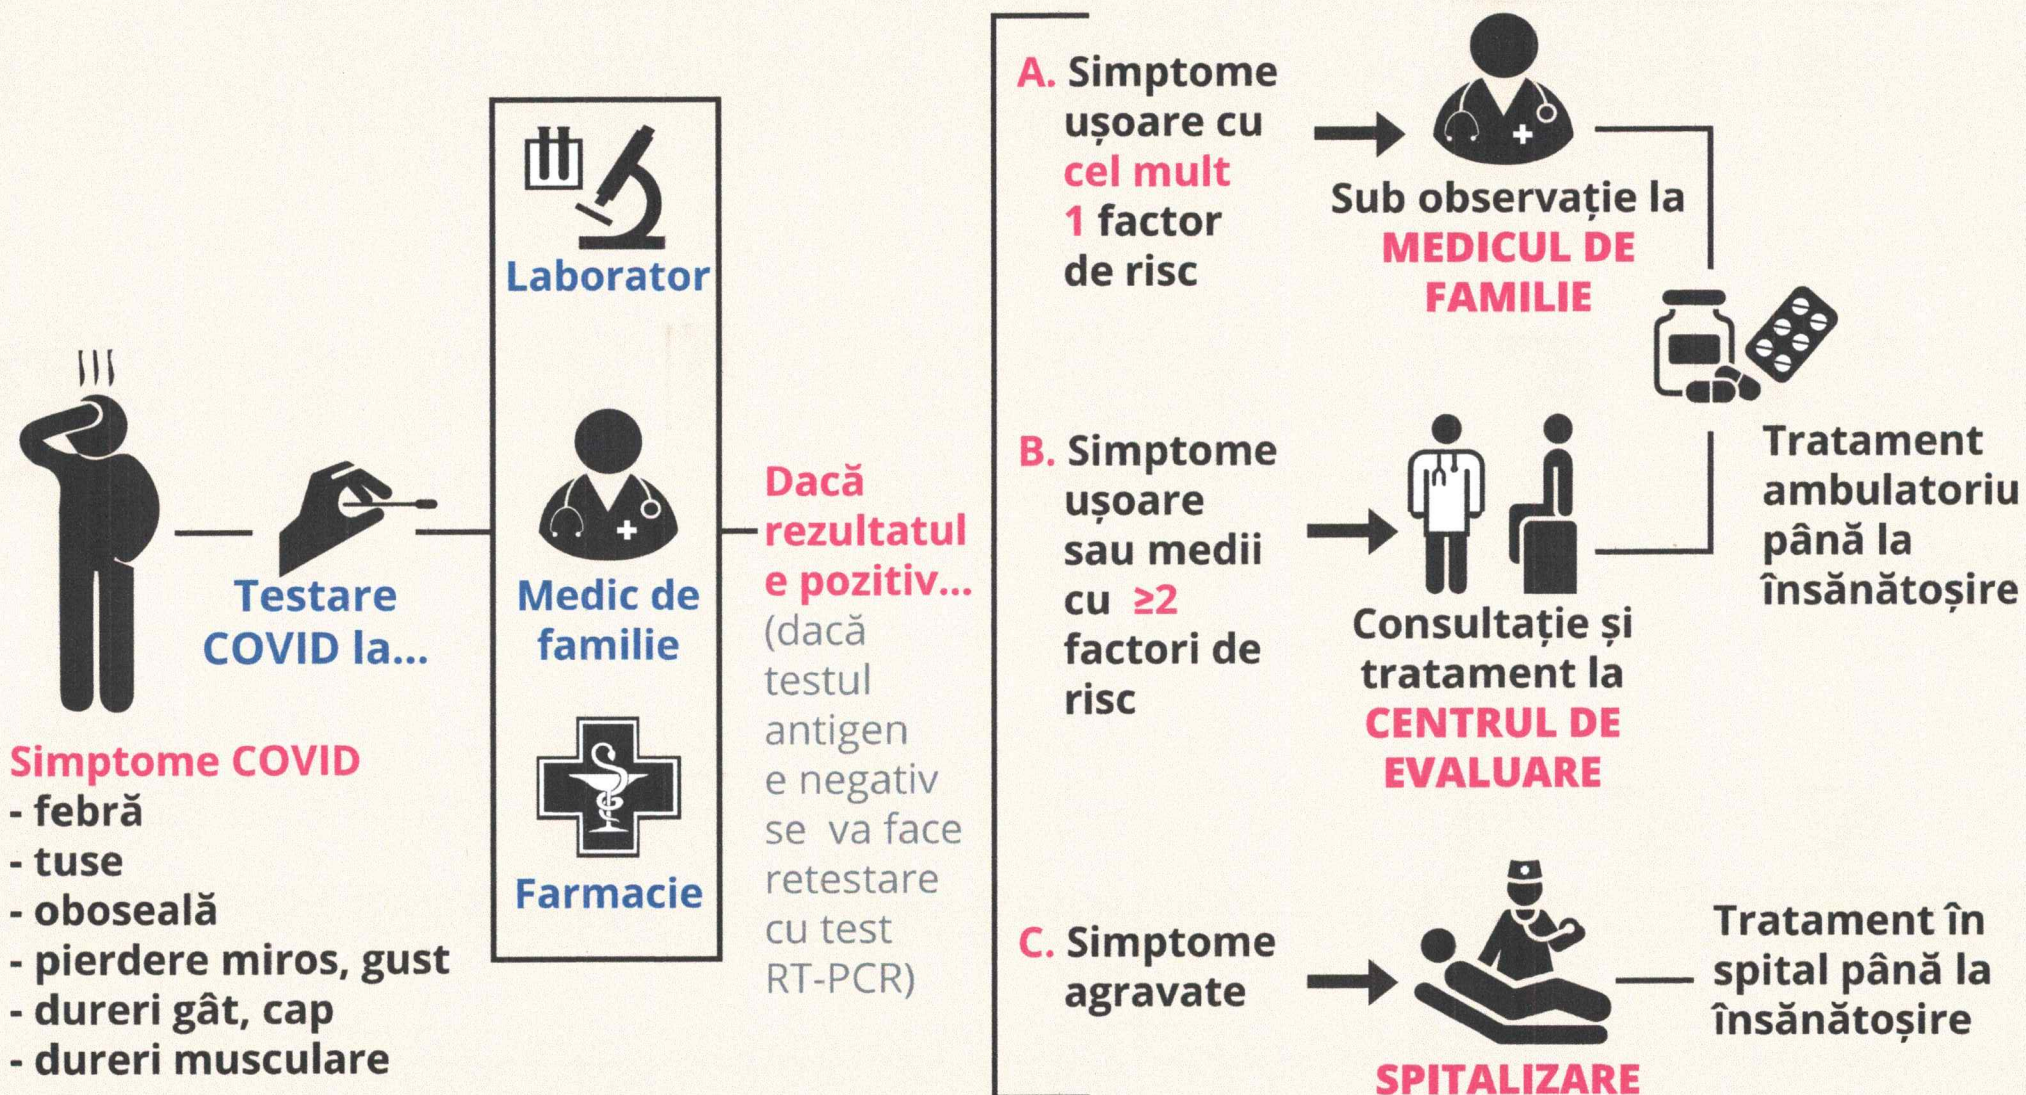 Simptome COVID
- febră
- tuse
- oboseală
- pierdere miros, gust
- dureri gât, cap
- dureri musculare
Testare
COVID la...
Laborator
Medic de
familie
Farmacie
Dacă
rezultatul
e pozitiv...
(dacă
testul
antigen
e negativ
se va face
retestare
cu test
RT-PCR)
A. Simptome
ușoare cu
cel mult
1 factor
de risc
Sub observație la
MEDICUL DE
FAMILIE
B. Simptome
ușoare
sau medii
cu ≥2
factori de
risc
Consultație și
tratament la
CENTRUL DE
EVALUARE
Tratament
ambulatoriu
până la
însănătoșire
C. Simptome
agravate
SPITALIZARE
Tratament în
spital până la
însănătoșire